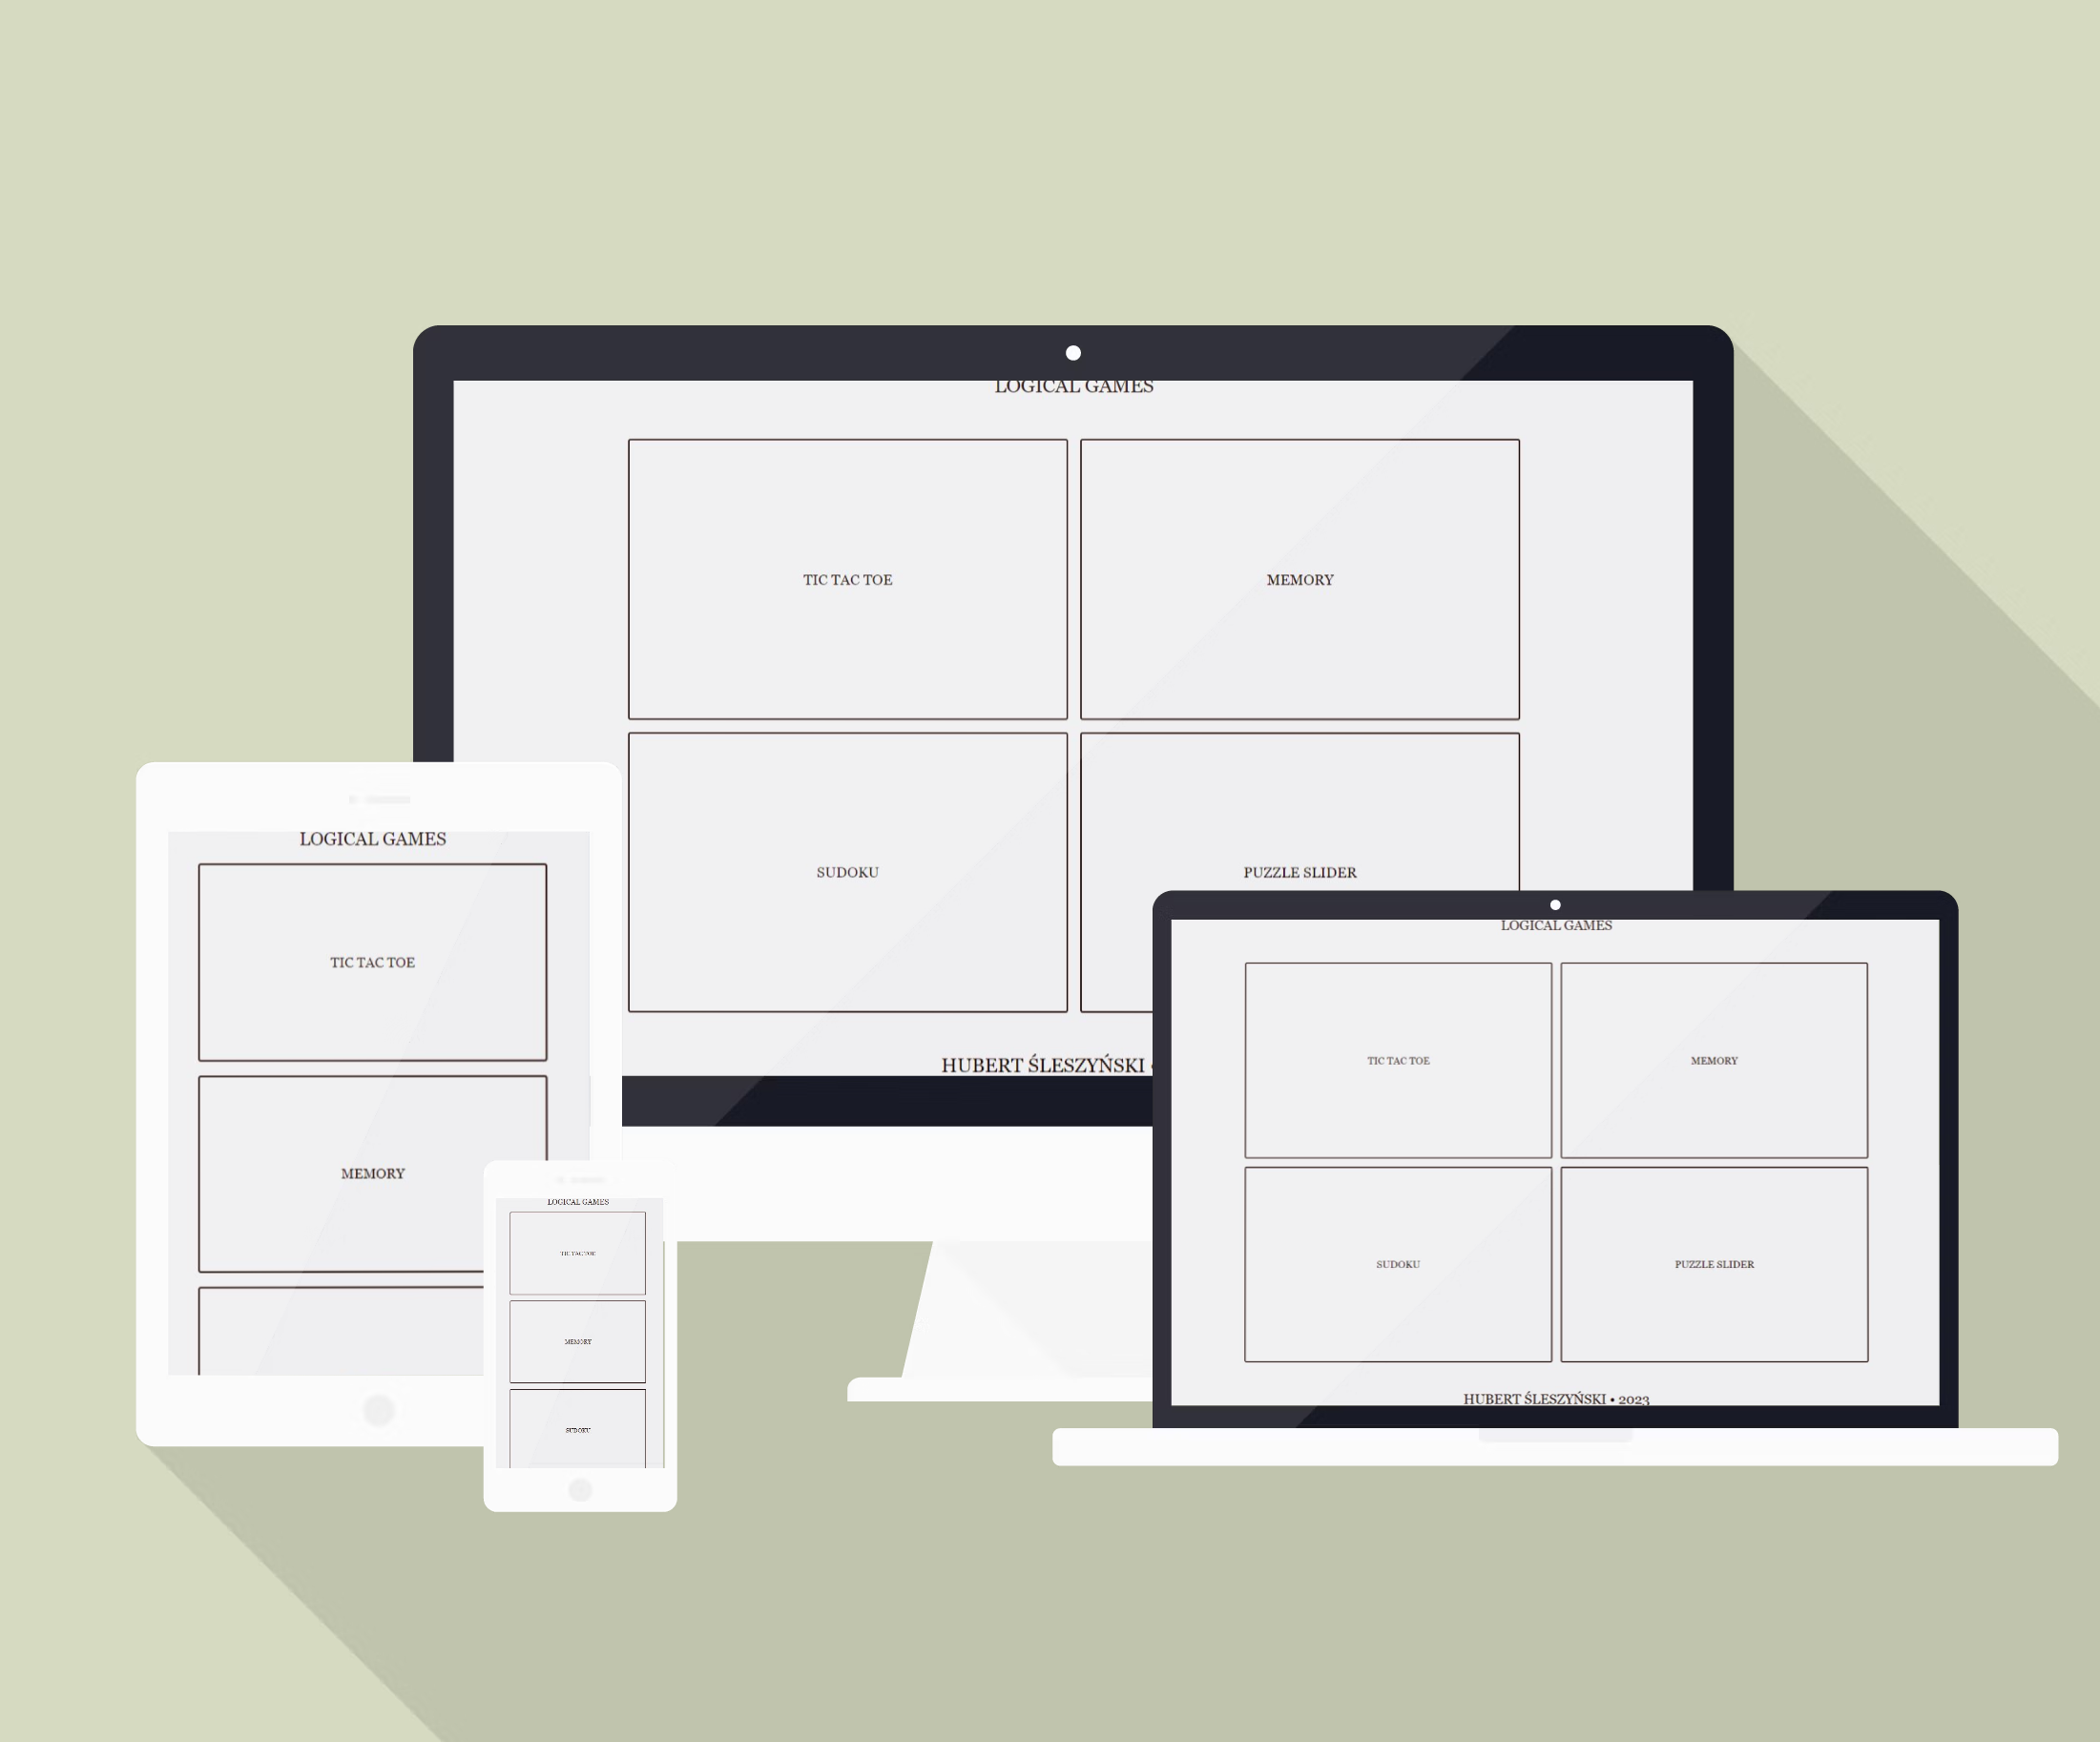 LOGICAL GAMES
TIC TAC TOE
MEMORY
SUDOKU
PUZZLE SLIDER
HUBERT ŚLESZYŃSKI
LOGICAL GAMES
TIC TAC TOE
MEMORY
LOGICAL GAMES
TIC TAC TOE
MEMORY
SUDOKU
LOGICAL GAMES
TIC TAC TOE
MEMORY
SUDOKU
PUZZLE SLIDER
HUBERT ŚLESZYŃSKI • 2023